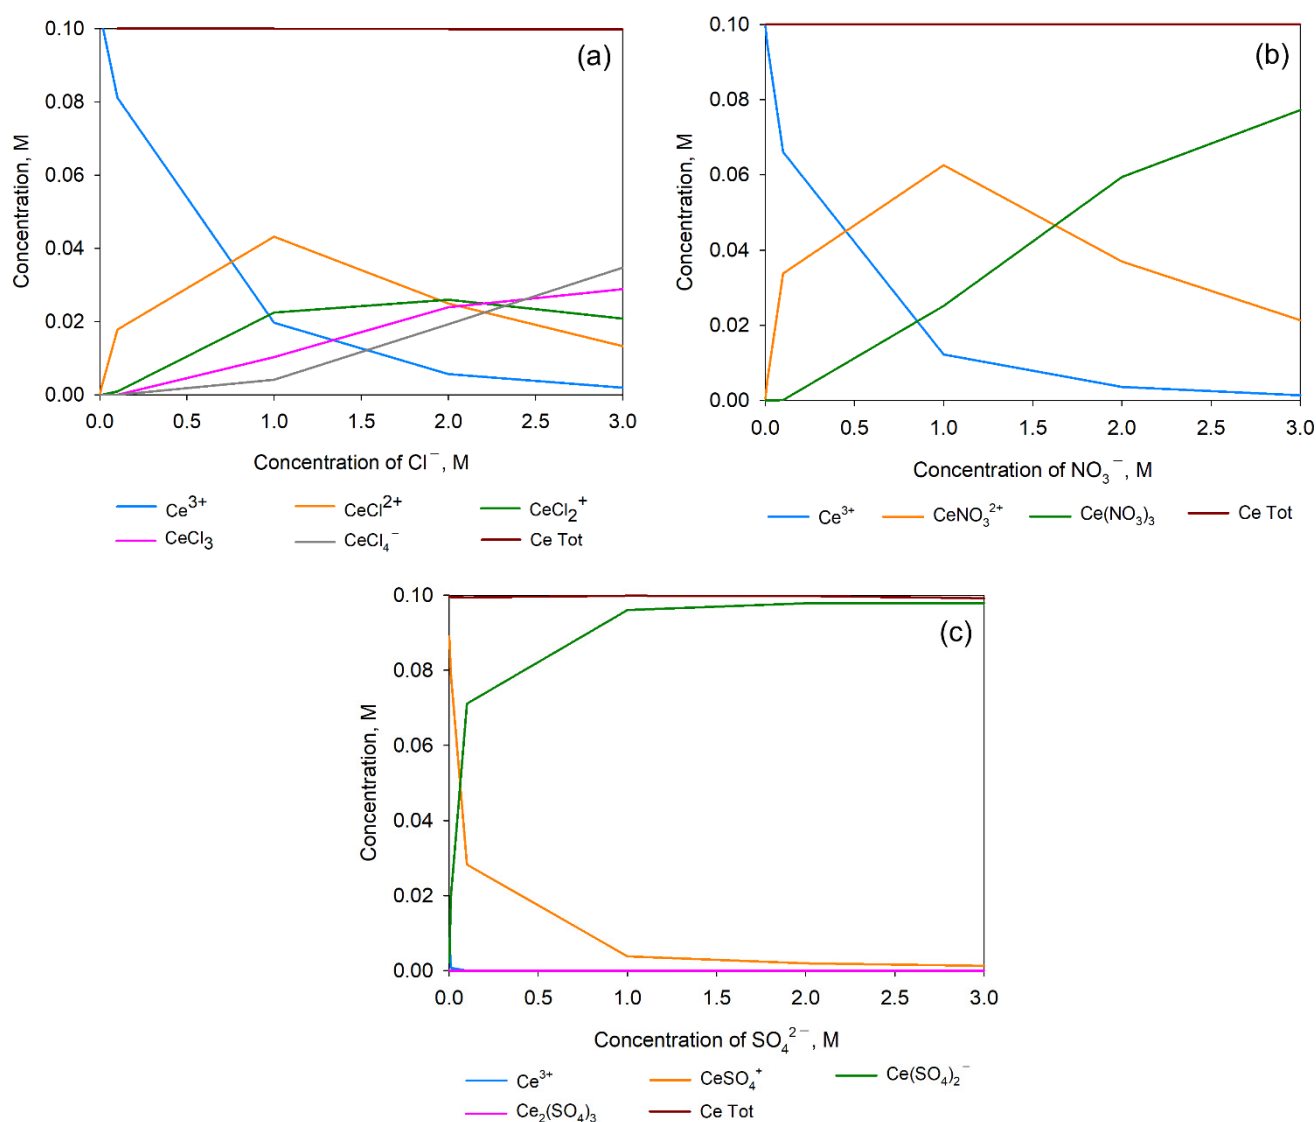 (a)
Concentration, M
0.10
0.08
0.06
0.04
0.02
0.00
0.0 0.5 1.0 1.5 2.0 2.5 3.0
Concentration of Cl⁻, M
Ce³⁺ CeCl²⁺ CeCl₂⁺
CeCl₃ CeCl₄⁻ Ce Tot
(b)
Concentration, M
0.10
0.08
0.06
0.04
0.02
0.00
0.0 0.5 1.0 1.5 2.0 2.5 3.0
Concentration of NO₃⁻, M
Ce³⁺ CeNO₃²⁺ Ce(NO₃)₃ Ce Tot
(c)
Concentration, M
0.10
0.08
0.06
0.04
0.02
0.00
0.0 0.5 1.0 1.5 2.0 2.5 3.0
Concentration of SO₄²⁻, M
Ce³⁺ CeSO₄⁺ Ce(SO₄)₂⁻
Ce₂(SO₄)₃ Ce Tot